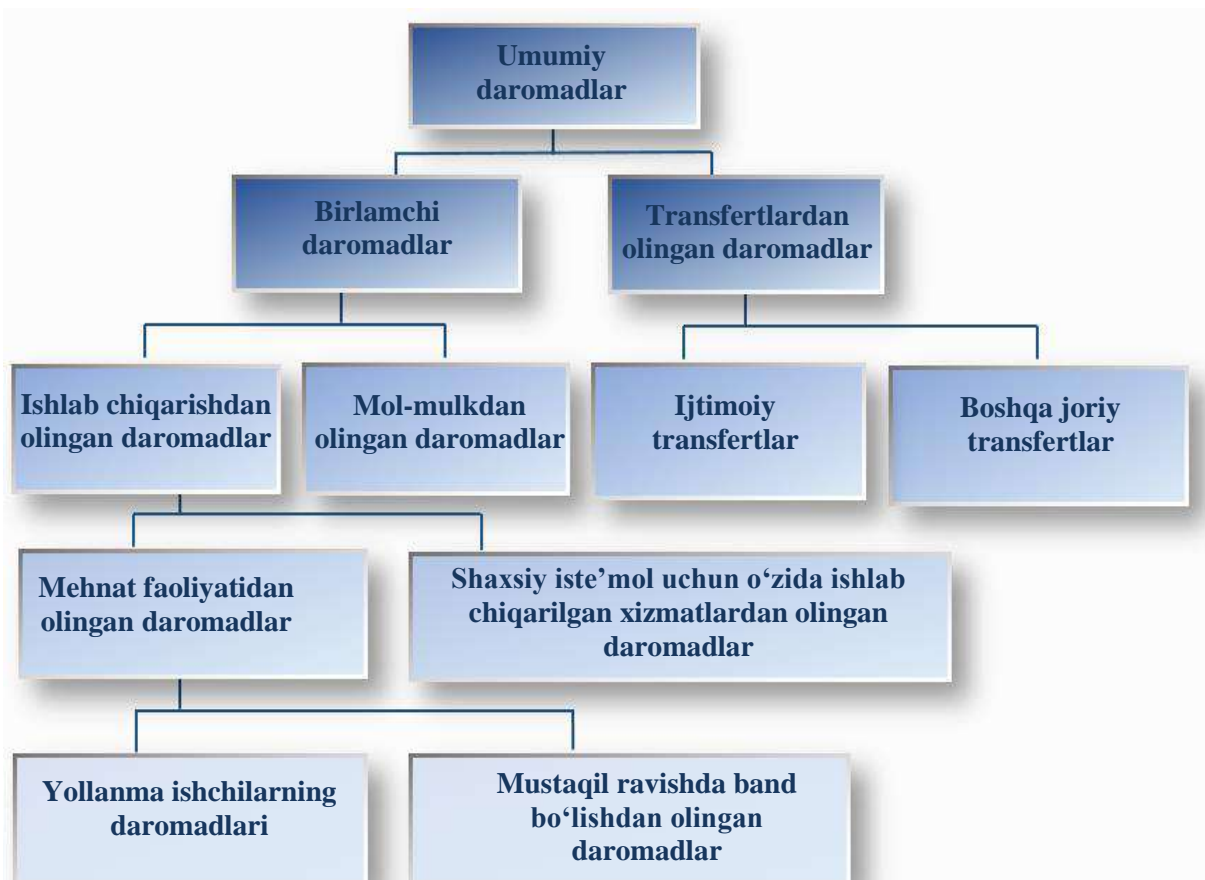 Umumiy
daromadlar
Birlamchi
daromadlar
Transfertlardan
olingan daromadlar
Ishlab chiqarishdan
olingan daromadlar
Mol-mulkdan
olingan daromadlar
Ijtimoiy
transfertlar
Boshqa joriy
transfertlar
Mehnat faoliyatidan
olingan daromadlar
Shaxsiy iste’mol uchun o‘zida ishlab
chiqarilgan xizmatlardan olingan
daromadlar
Yollanma ishchilarning
daromadlari
Mustaqil ravishda band
bo‘lishdan olingan
daromadlar